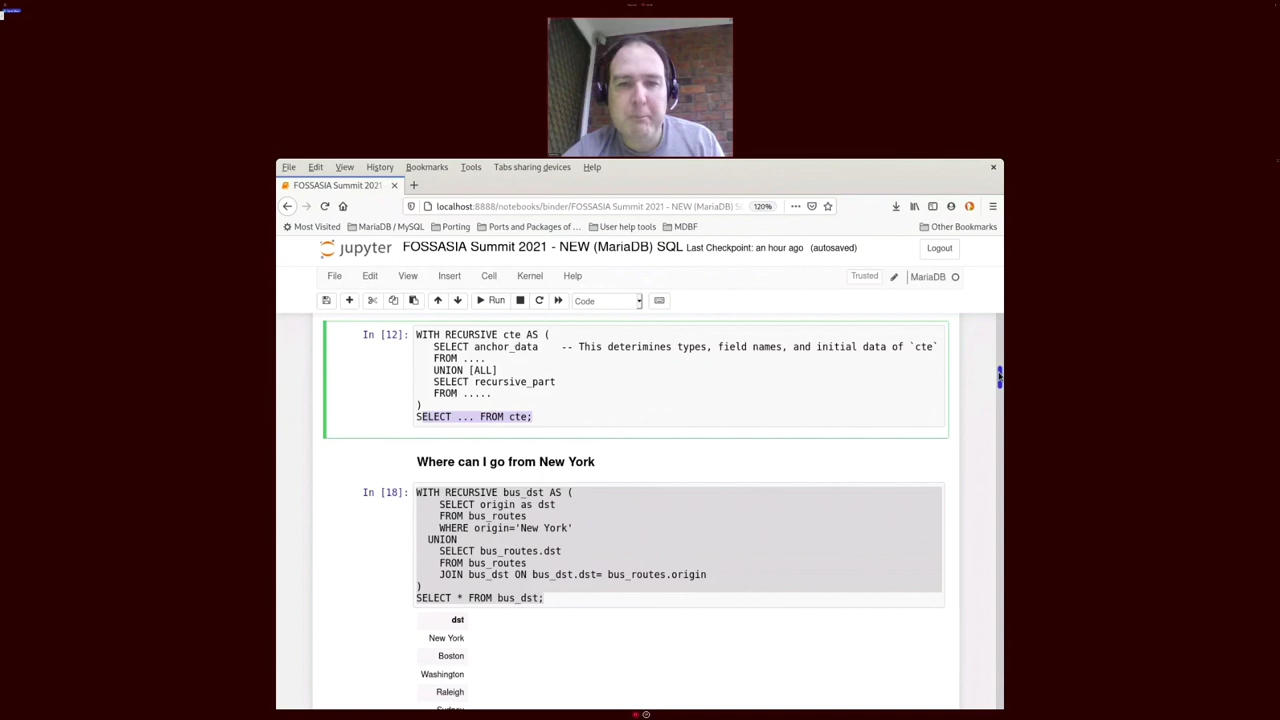 File Edit View History Bookmarks Tools Tabs sharing devices Help
FOSSASIA Summit 2021
localhost:8888/notebooks/binder/FOSSASIA Summit 2021 - NEW (MariaDB) S 120%
Most Visited MariaDB / MySQL Porting Ports and Packages of … User help tools MDBF Other Bookmarks
jupyter FOSSASIA Summit 2021 - NEW (MariaDB) SQL Last Checkpoint: an hour ago (autosaved) Logout
File Edit View Insert Cell Kernel Help Trusted MariaDB
Run Code
In [12]: WITH RECURSIVE cte AS (
SELECT anchor_data -- This deterimines types, field names, and initial data of `cte`
FROM ....
UNION [ALL]
SELECT recursive_part
FROM .....
)
SELECT ... FROM cte;
Where can I go from New York
In [18]: WITH RECURSIVE bus_dst AS (
SELECT origin as dst
FROM bus_routes
WHERE origin='New York'
UNION
SELECT bus_routes.dst
FROM bus_routes
JOIN bus_dst ON bus_dst.dst= bus_routes.origin
)
SELECT * FROM bus_dst;
dst
New York
Boston
Washington
Raleigh